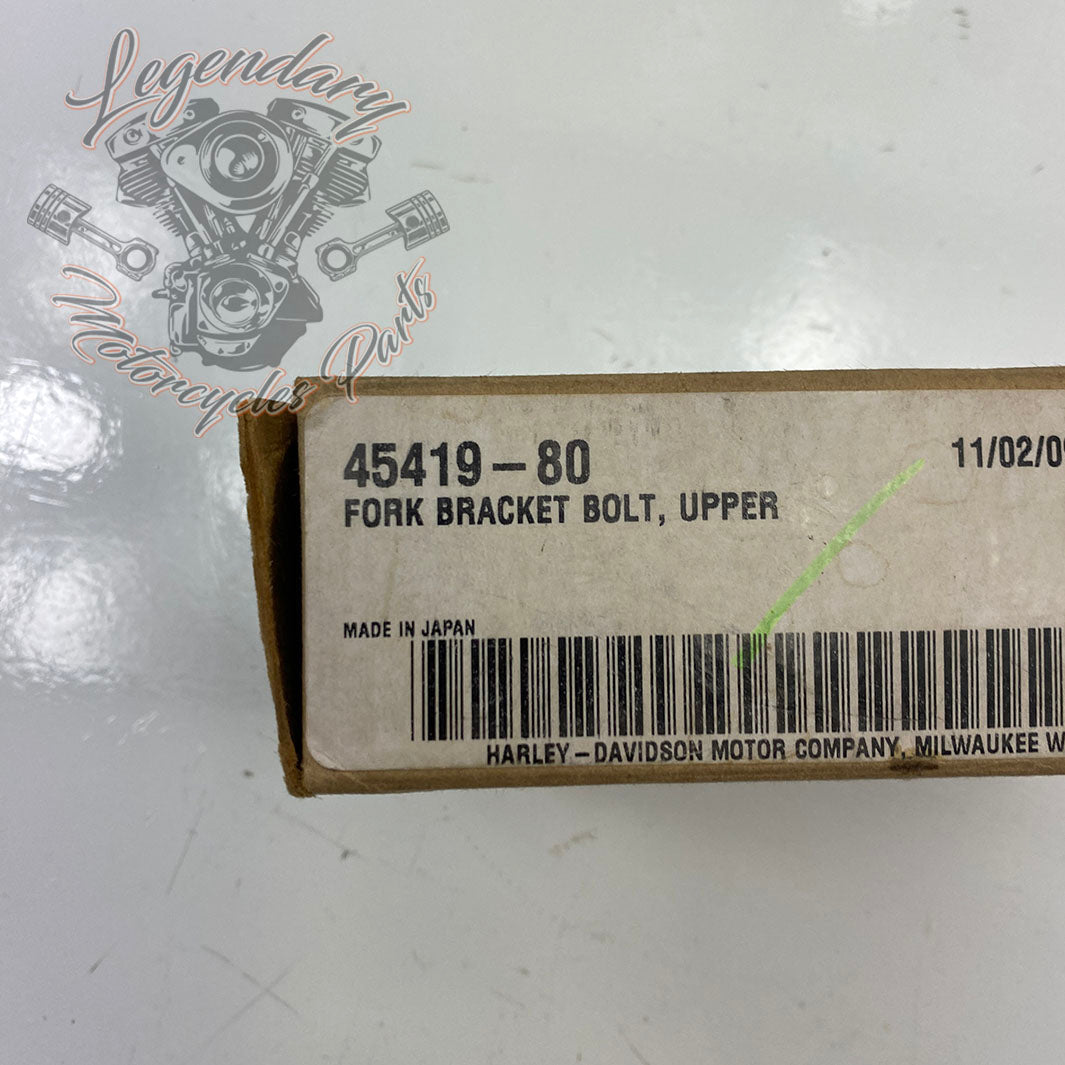 Legendary
Motorcycles Parts
45419-80
11/02/09
FORK BRACKET BOLT, UPPER
MADE IN JAPAN
HARLEY-DAVIDSON MOTOR COMPANY, MILWAUKEE W